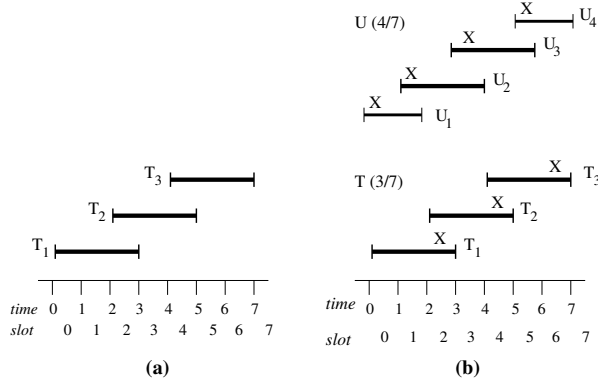 T3
T2
T1
time 0 1 2 3 4 5 6 7
slot 0 1 2 3 4 5 6 7
(a)
X U4
U (4/7)
X U3
X U2
X U1
T (3/7)
X T3
X T2
X T1
time 0 1 2 3 4 5 6 7
slot 0 1 2 3 4 5 6 7
(b)